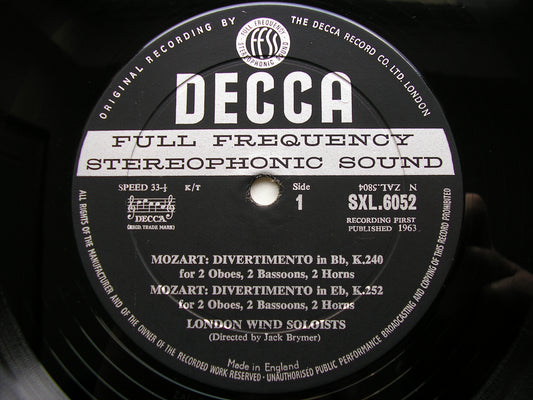 ORIGINAL RECORDING BY
THE DECCA RECORD CO. LTD. LONDON
FULL FREQUENCY
ffss
STEREOPHONIC SOUND
DECCA
FULL FREQUENCY
STEREOPHONIC SOUND
SPEED 33-⅓ K/T
Side
1
N ZAL.5804
SXL.6052
DECCA
(REGD. TRADE MARK)
RECORDING FIRST
PUBLISHED 1963
MOZART: DIVERTIMENTO in Bb, K.240
for 2 Oboes, 2 Bassoons, 2 Horns
MOZART: DIVERTIMENTO in Eb, K.252
for 2 Oboes, 2 Bassoons, 2 Horns
LONDON WIND SOLOISTS
(Directed by Jack Brymer)
Made in England
ALL RIGHTS OF THE MANUFACTURER AND OF THE OWNER OF THE RECORDED WORK RESERVED · UNAUTHORISED PUBLIC PERFORMANCE BROADCASTING AND COPYING OF THIS RECORD PROHIBITED